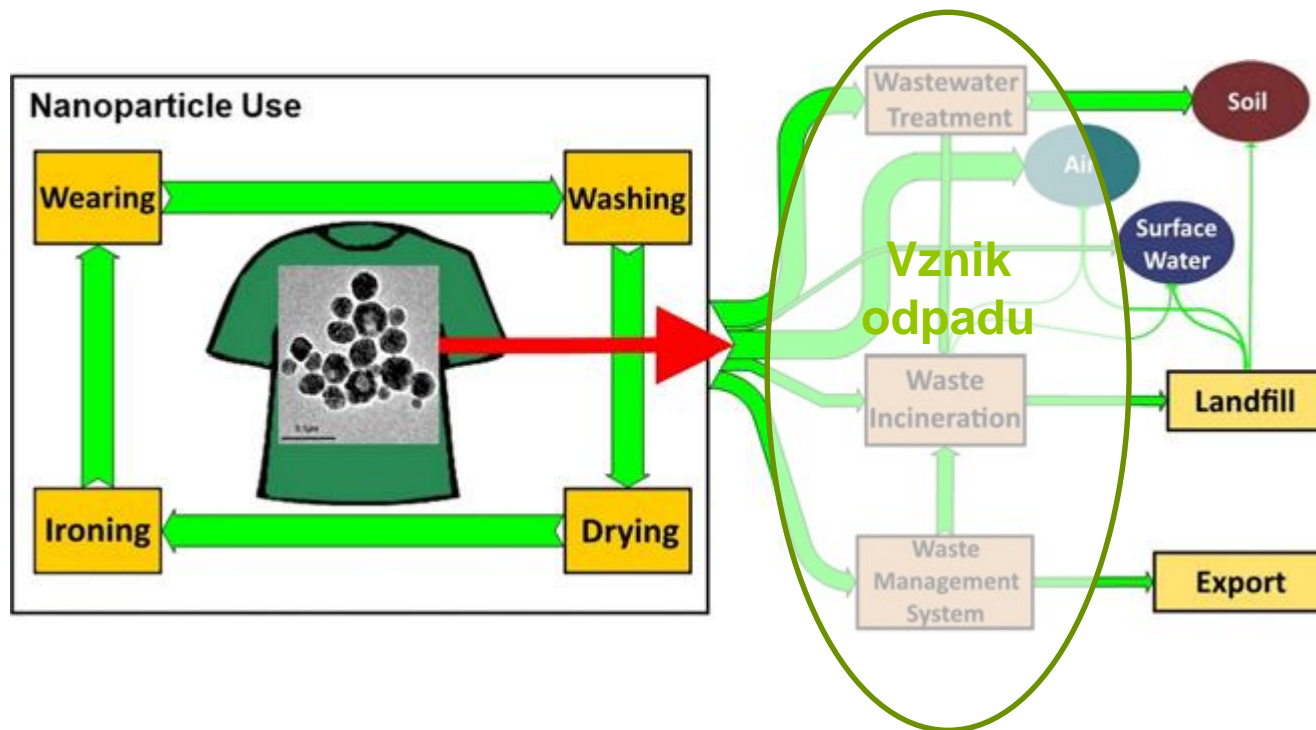 Nanoparticle Use
Wearing
Washing
Ironing
Drying
Wastewater
Treatment
Soil
Air
Surface
Water
Vznik
odpadu
Waste
Incineration
Landfill
Waste
Management
System
Export